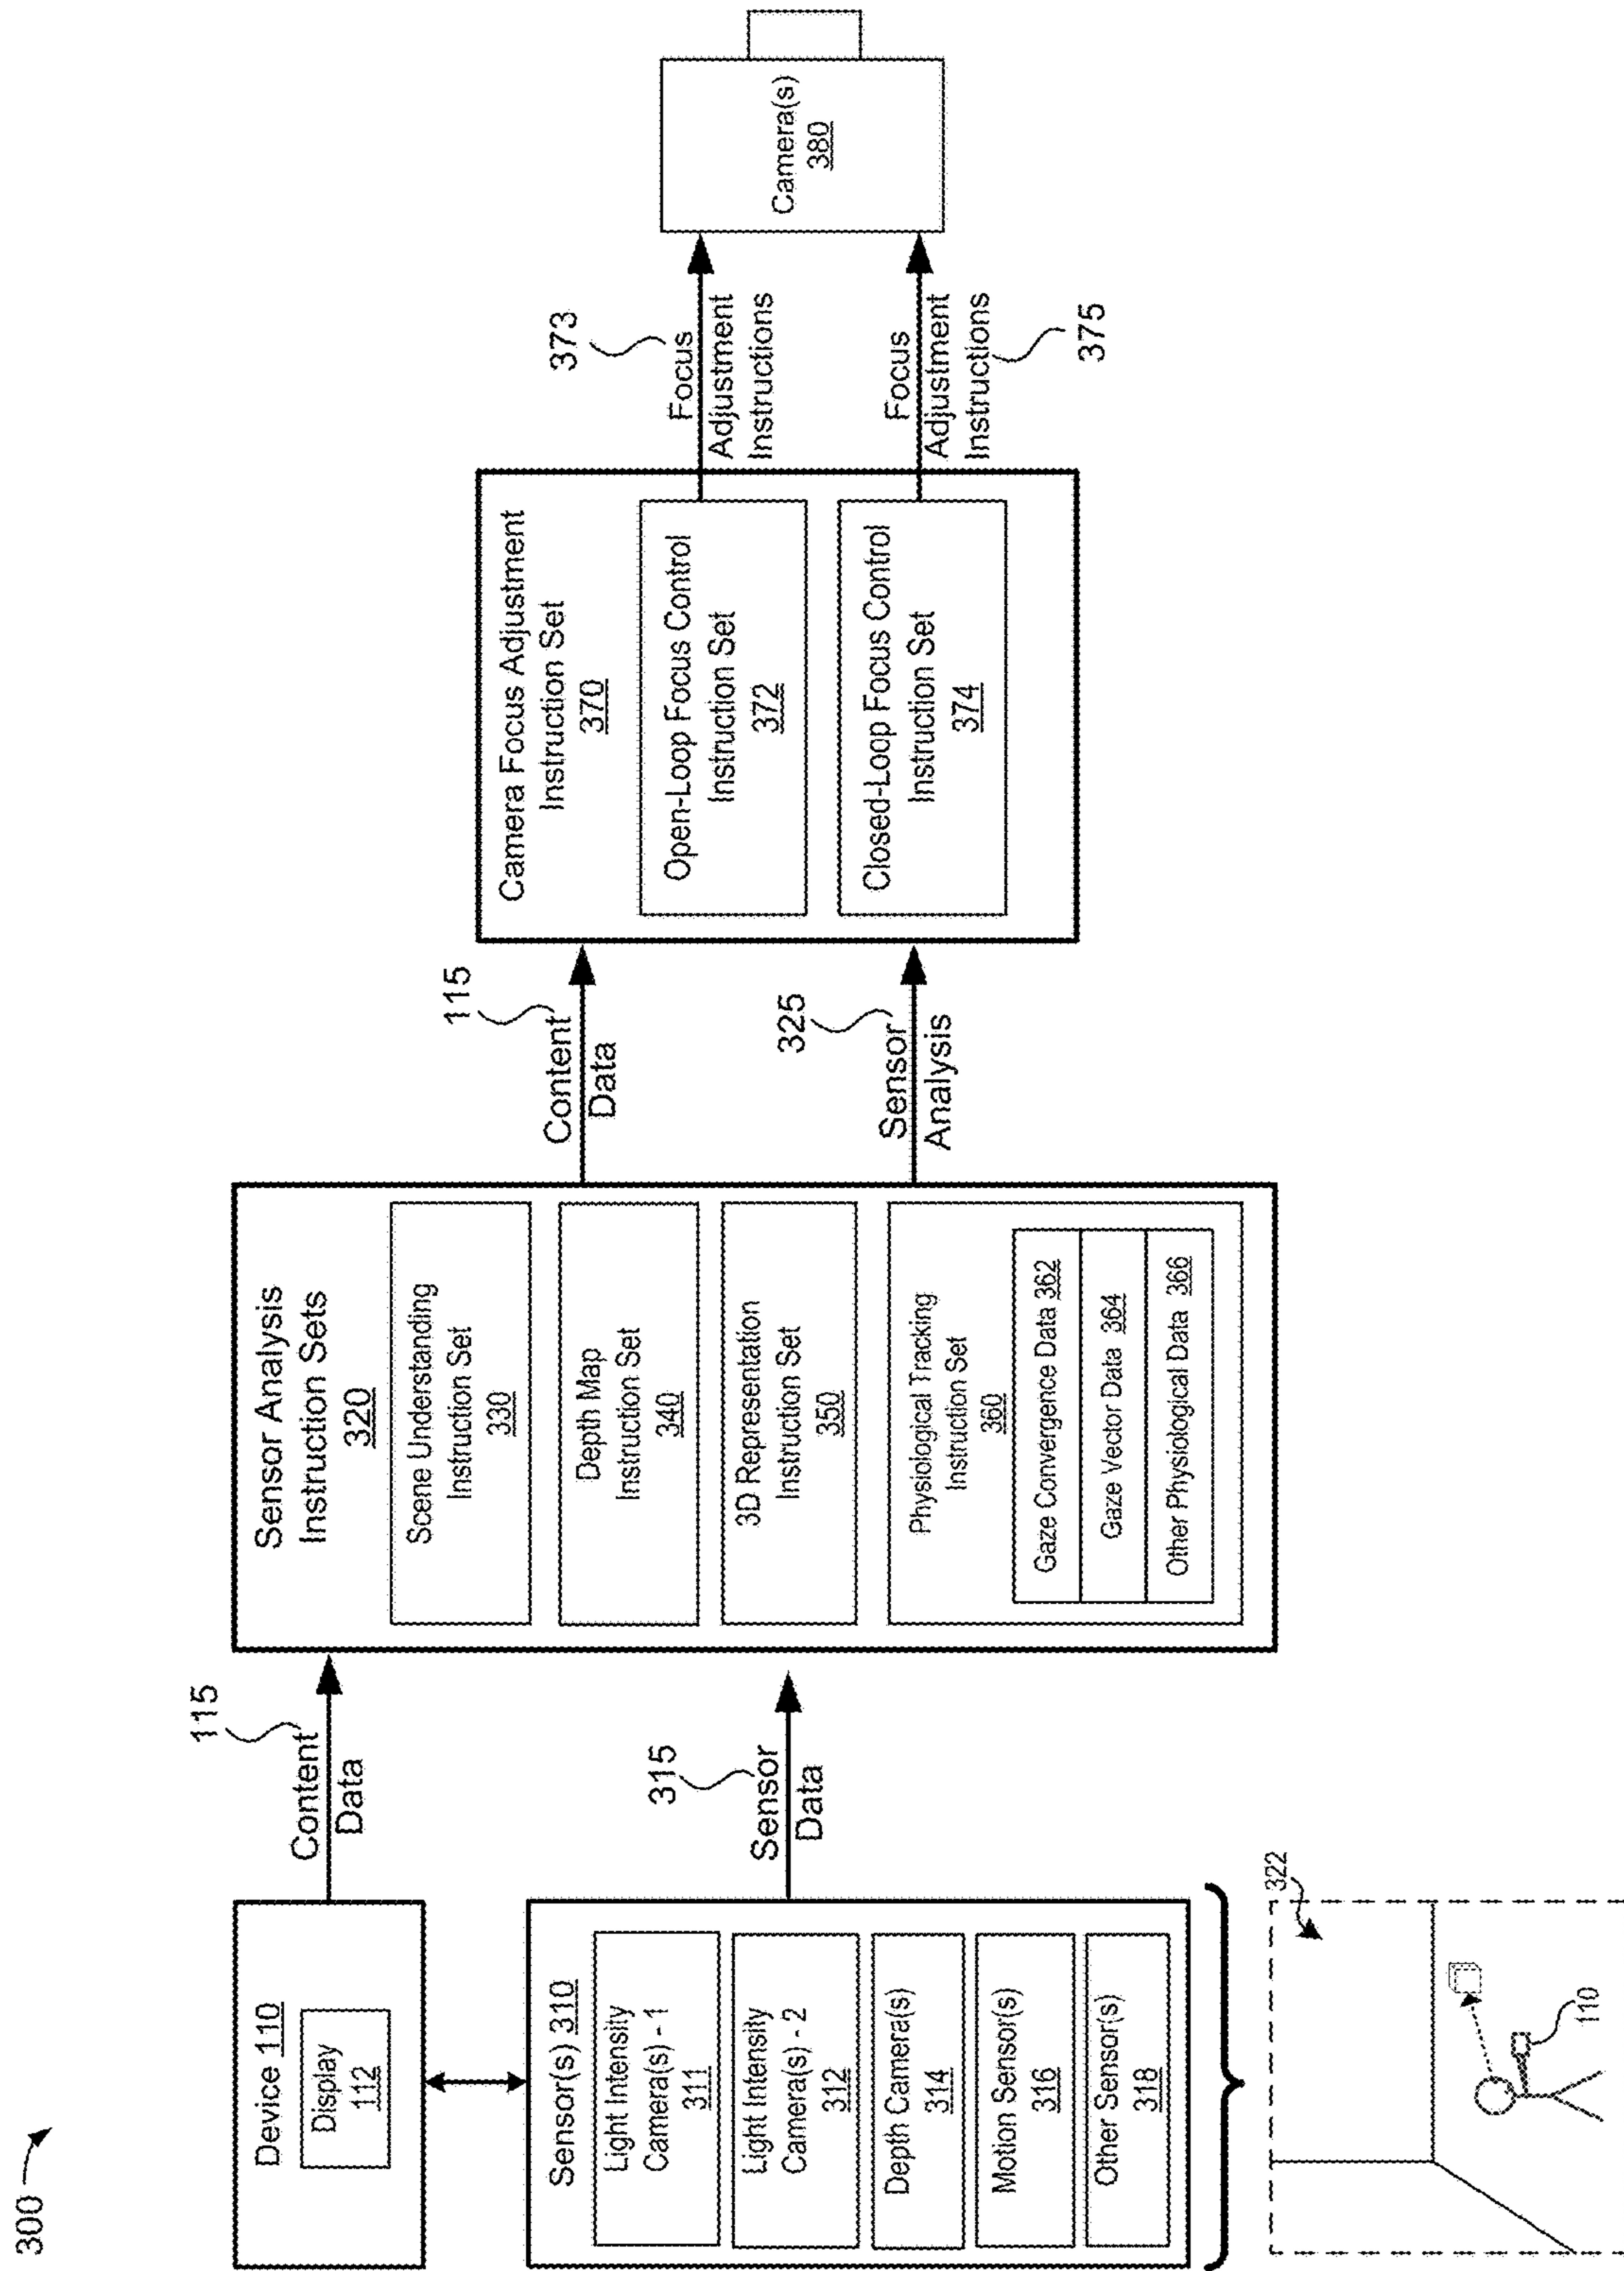 300
Device 110
Display
112
Sensor(s) 310
Light Intensity
Camera(s) - 1
311
Light Intensity
Camera(s) - 2
312
Depth Camera(s)
314
Motion Sensor(s)
316
Other Sensor(s)
318
322
110
115
Content
Data
315
Sensor
Data
Sensor Analysis
Instruction Sets
320
Scene Understanding
Instruction Set
330
Depth Map
Instruction Set
340
3D Representation
Instruction Set
350
Physiological Tracking
Instruction Set
360
Gaze Convergence Data 362
Gaze Vector Data 364
Other Physiological Data 366
115
Content
Data
325
Sensor
Analysis
Camera Focus Adjustment
Instruction Set
370
Open-Loop Focus Control
Instruction Set
372
Closed-Loop Focus Control
Instruction Set
374
373
Focus
Adjustment
Instructions
Focus
Adjustment
Instructions
375
Camera(s)
380